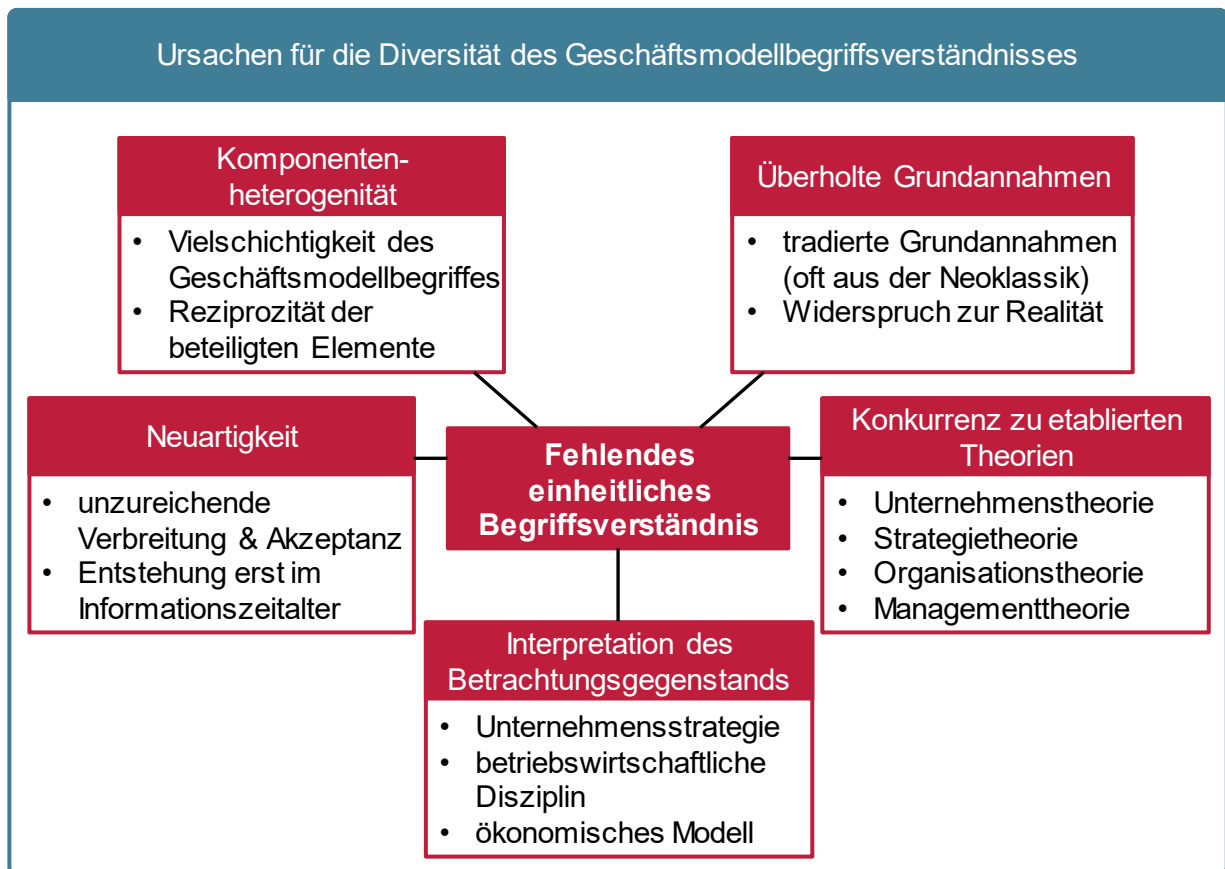 Ursachen für die Diversität des Geschäftsmodellbegriffsverständnisses
Komponenten-
heterogenität
• Vielschichtigkeit des
Geschäftsmodellbegriffes
• Reziprozität der
beteiligten Elemente
Überholte Grundannahmen
• tradierte Grundannahmen
(oft aus der Neoklassik)
• Widerspruch zur Realität
Neuartigkeit
• unzureichende
Verbreitung & Akzeptanz
• Entstehung erst im
Informationszeitalter
Fehlendes
einheitliches
Begriffsverständnis
Konkurrenz zu etablierten
Theorien
• Unternehmenstheorie
• Strategietheorie
• Organisationstheorie
• Managementtheorie
Interpretation des
Betrachtungsgegenstands
• Unternehmensstrategie
• betriebswirtschaftliche
Disziplin
• ökonomisches Modell